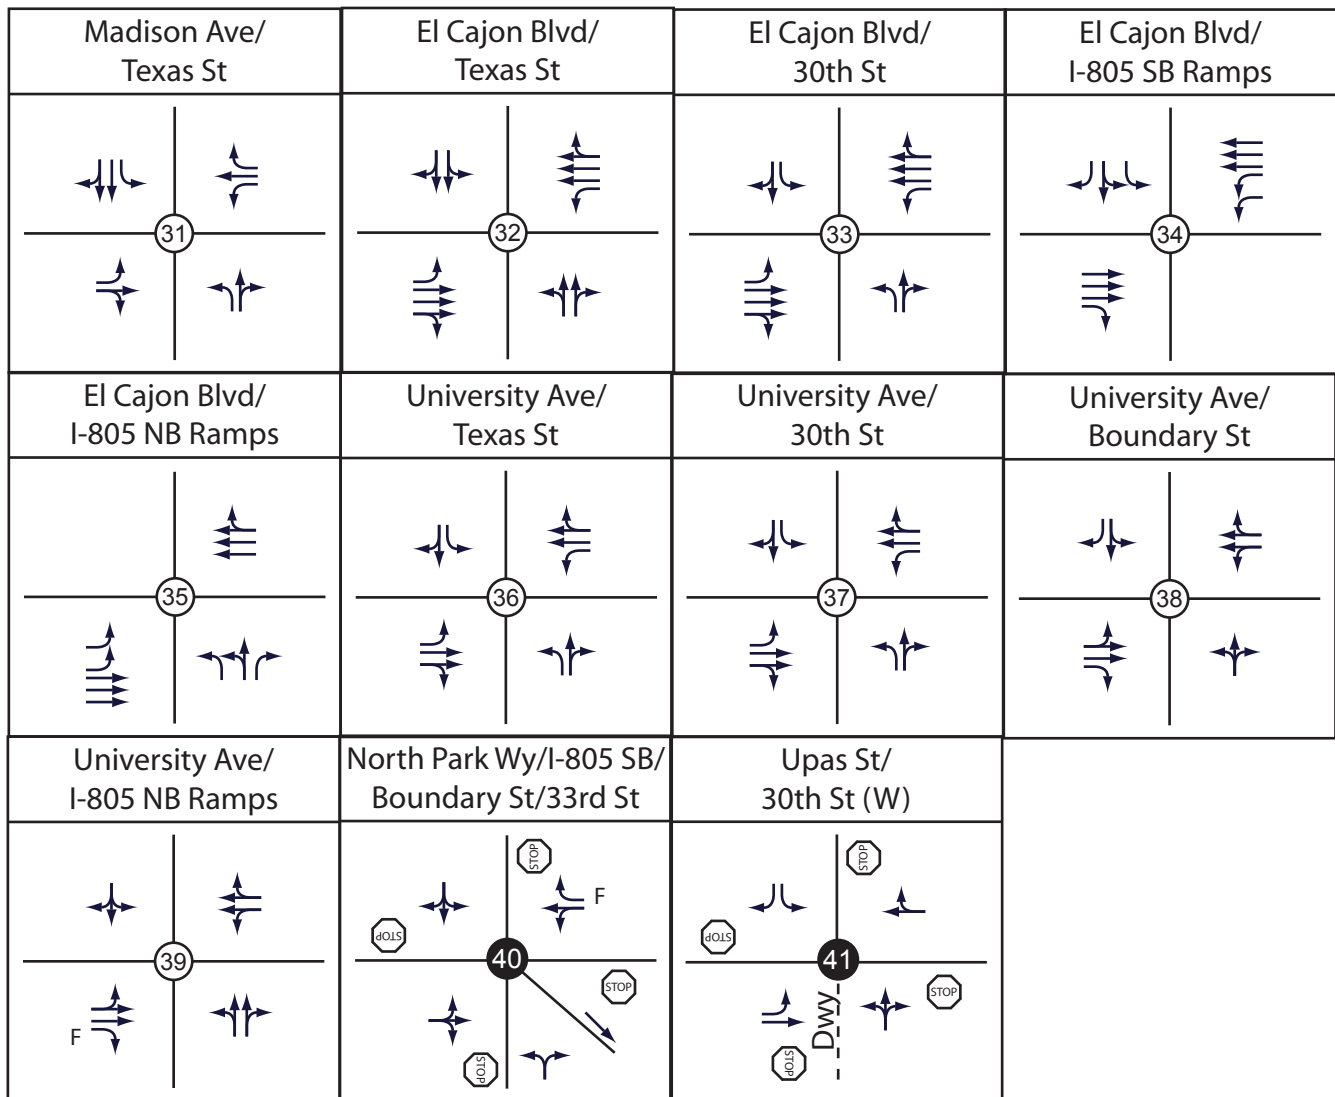 Madison Ave/
Texas St
El Cajon Blvd/
Texas St
El Cajon Blvd/
30th St
El Cajon Blvd/
I-805 SB Ramps
31
32
33
34
El Cajon Blvd/
I-805 NB Ramps
University Ave/
Texas St
University Ave/
30th St
University Ave/
Boundary St
35
36
37
38
University Ave/
I-805 NB Ramps
North Park Wy/I-805 SB/
Boundary St/33rd St
Upas St/
30th St (W)
F
39
STOP
F
STOP
40
STOP
STOP
STOP
STOP
41
STOP
Dwy
STOP